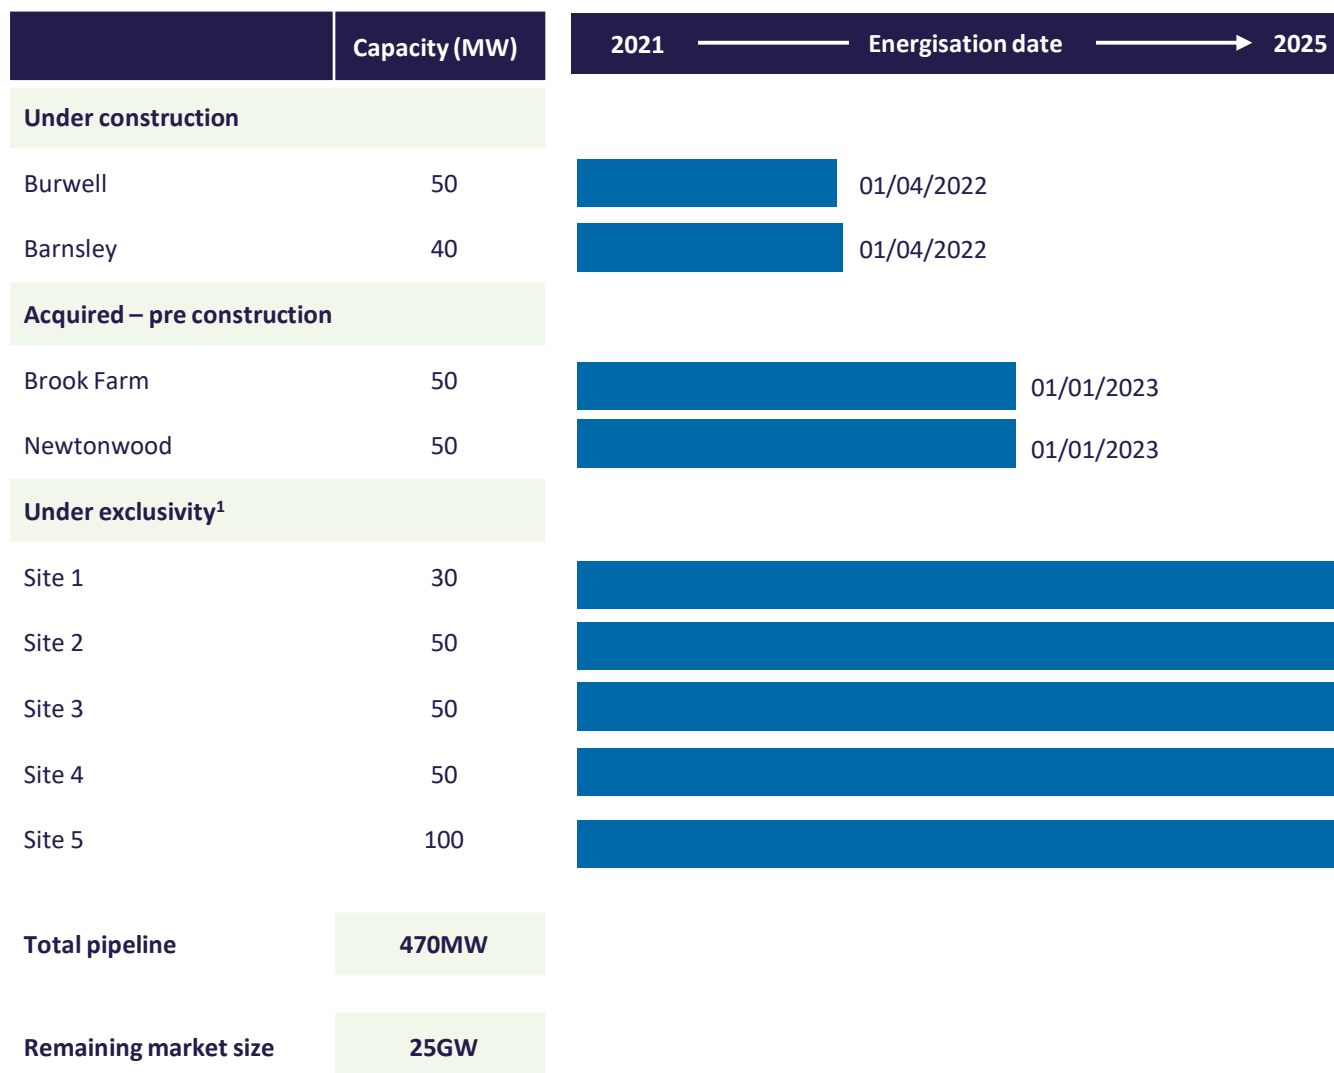 Capacity (MW) 2021 Energisation date 2025
Under construction
Burwell 50 01/04/2022
Barnsley 40 01/04/2022
Acquired – pre construction
Brook Farm 50 01/01/2023
Newtonwood 50 01/01/2023
Under exclusivity¹
Site 1 30
Site 2 50
Site 3 50
Site 4 50
Site 5 100
Total pipeline 470MW
Remaining market size 25GW